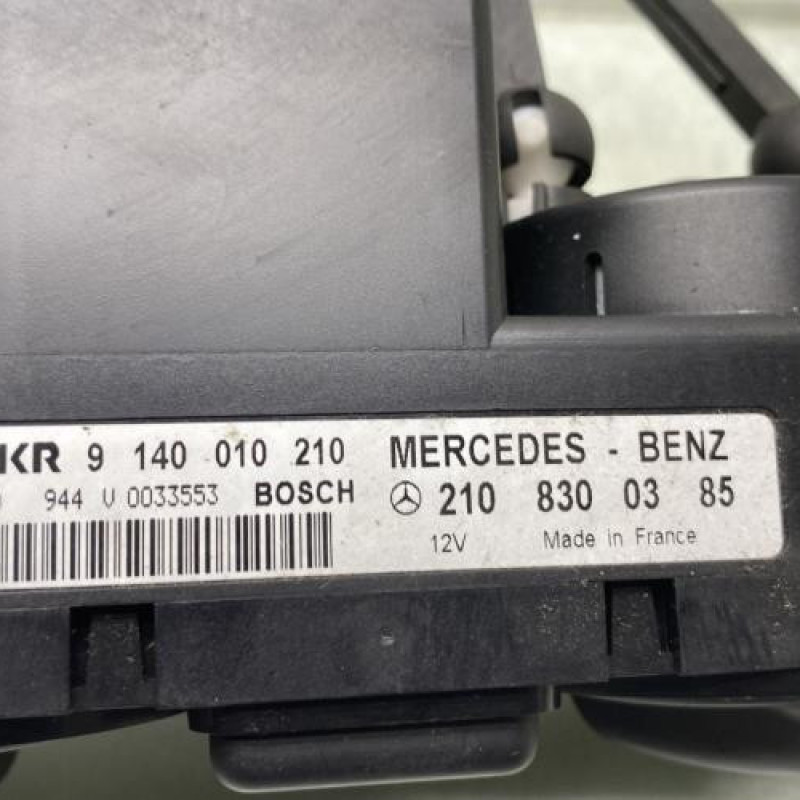 KR 9 140 010 210 MERCEDES - BENZ
944 V 0033553 BOSCH 210 830 03 85
12V Made in France